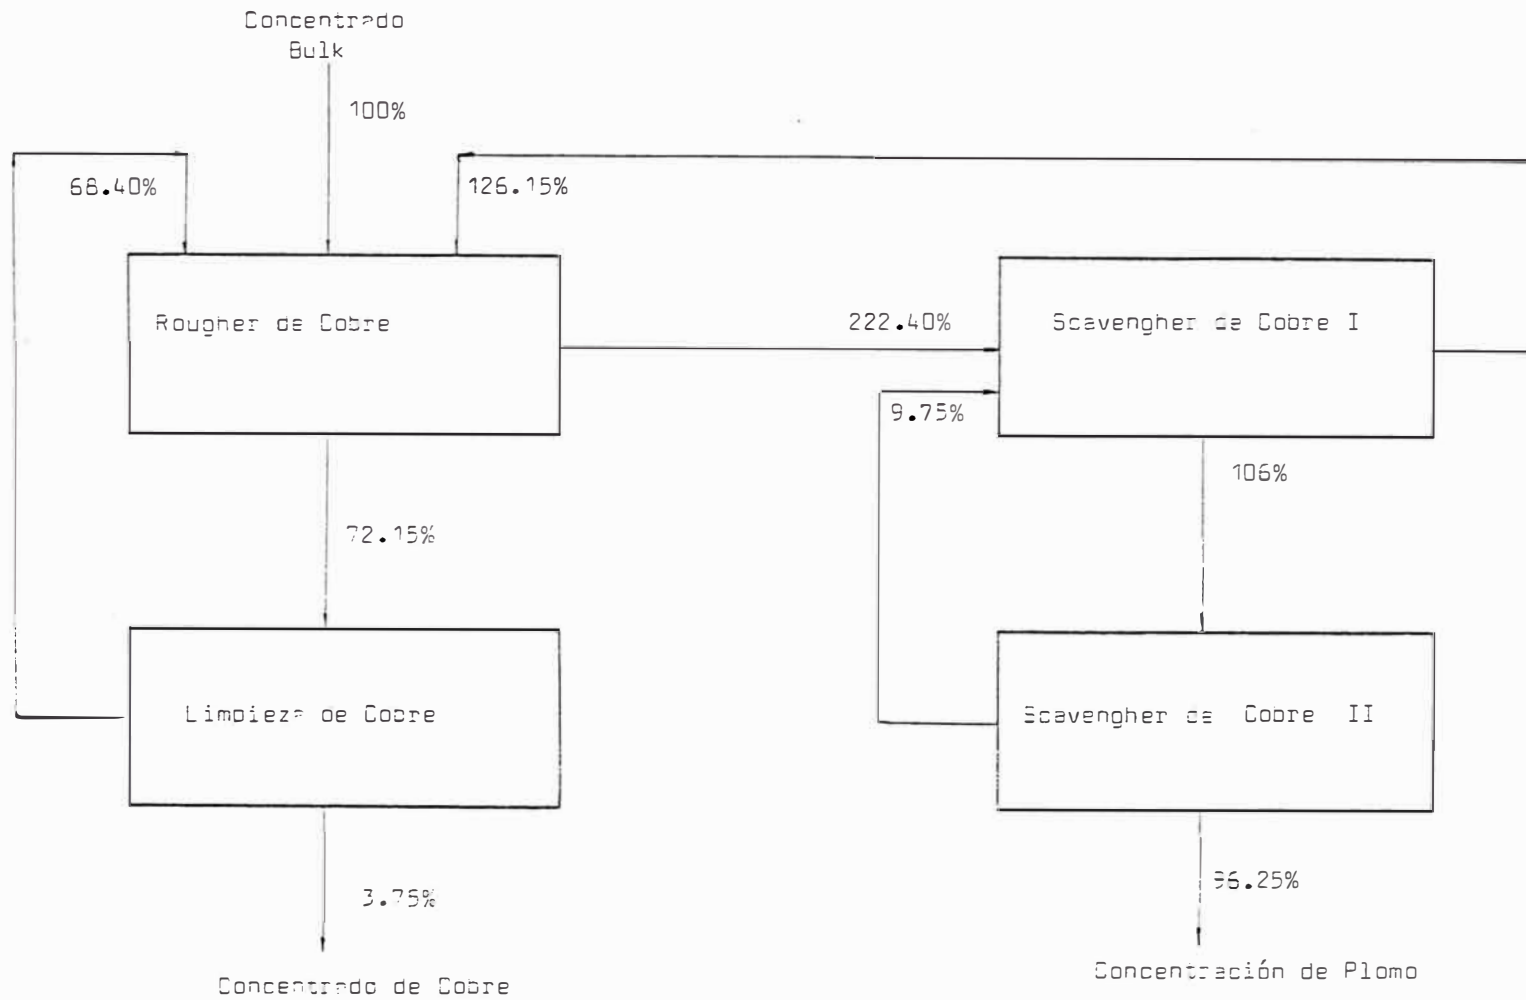 Concentrado
Bulk
100%
68.40%
126.15%
Rougher de Cobre
222.40%
Scavengher de Cobre I
9.75%
106%
72.15%
Limpieza de Cobre
Scavengher de Cobre II
3.75%
96.25%
Concentrado de Cobre
Concentración de Plomo